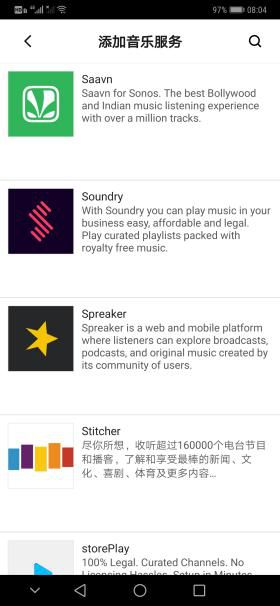 97% 08:04
添加音乐服务
Saavn
Saavn for Sonos. The best Bollywood
and Indian music listening experience
with over a million tracks.
Soundry
With Soundry you can play music in your
business easy, affordable and legal.
Play curated playlists packed with
royalty free music.
Spreaker
Spreaker is a web and mobile platform
where listeners can explore broadcasts,
podcasts, and original music created by
its community of users.
Stitcher
尽你所想，收听超过160000个电台节目
和播客，了解和享受最棒的新闻、文
化、喜剧、体育及更多内容...
storePlay
100% Legal. Curated Channels. No
Licensing Hassles. Setup in Minutes